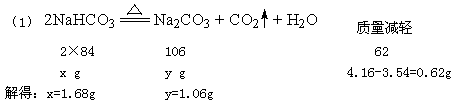 (1) 2NaHCO₃ ═△═ Na₂CO₃ + CO₂↑ + H₂O 质量减轻
2×84 106 62
x g y g 4.16-3.54=0.62g
解得：x=1.68g y=1.06g